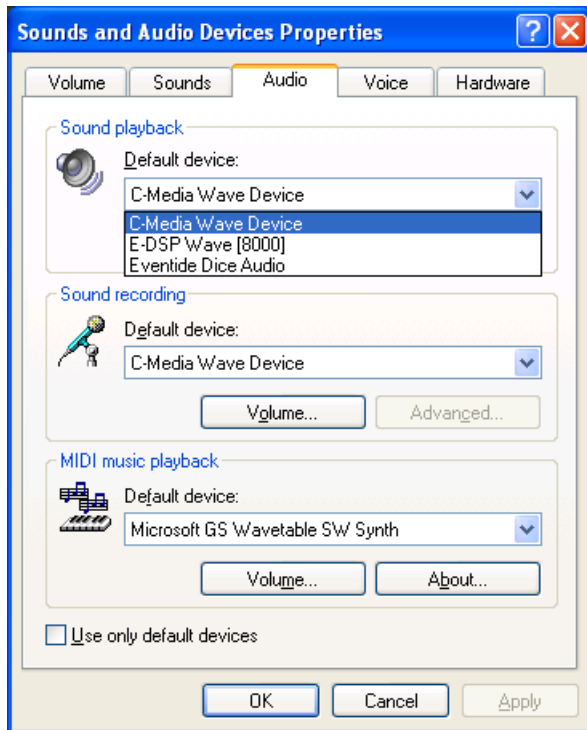 Sounds and Audio Devices Properties
Volume Sounds Audio Voice Hardware
Sound playback
Default device:
C-Media Wave Device
C-Media Wave Device
E-DSP Wave [8000]
Eventide Dice Audio
Sound recording
Default device:
C-Media Wave Device
Volume... Advanced...
MIDI music playback
Default device:
Microsoft GS Wavetable SW Synth
Volume... About...
Use only default devices
OK Cancel Apply